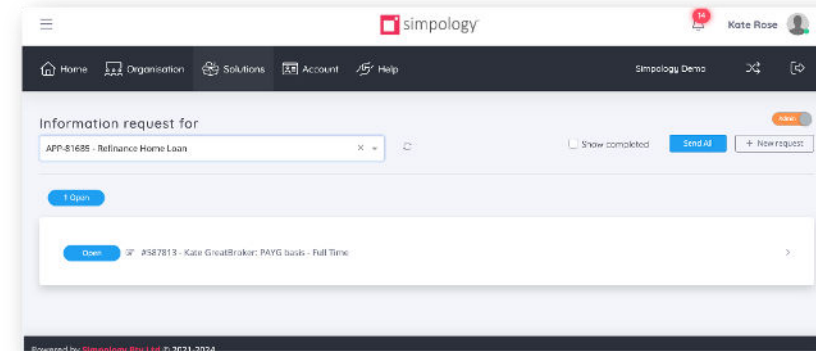 simpology
14
Kate Rose
Home Organisation Solutions Account Help
Simpology Demo
Information request for
Admin
APP-81685 - Refinance Home Loan
Show completed
Send All
+ New request
1 Open
Open #587813 - Kate GreatBroker: PAYG basis - Full Time
Powered by Simpology Pty Ltd © 2021-2024